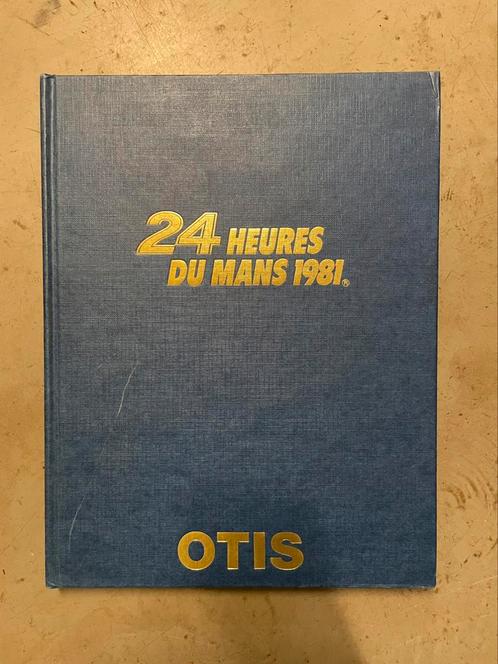 24 HEURES
DU MANS 1981®
OTIS